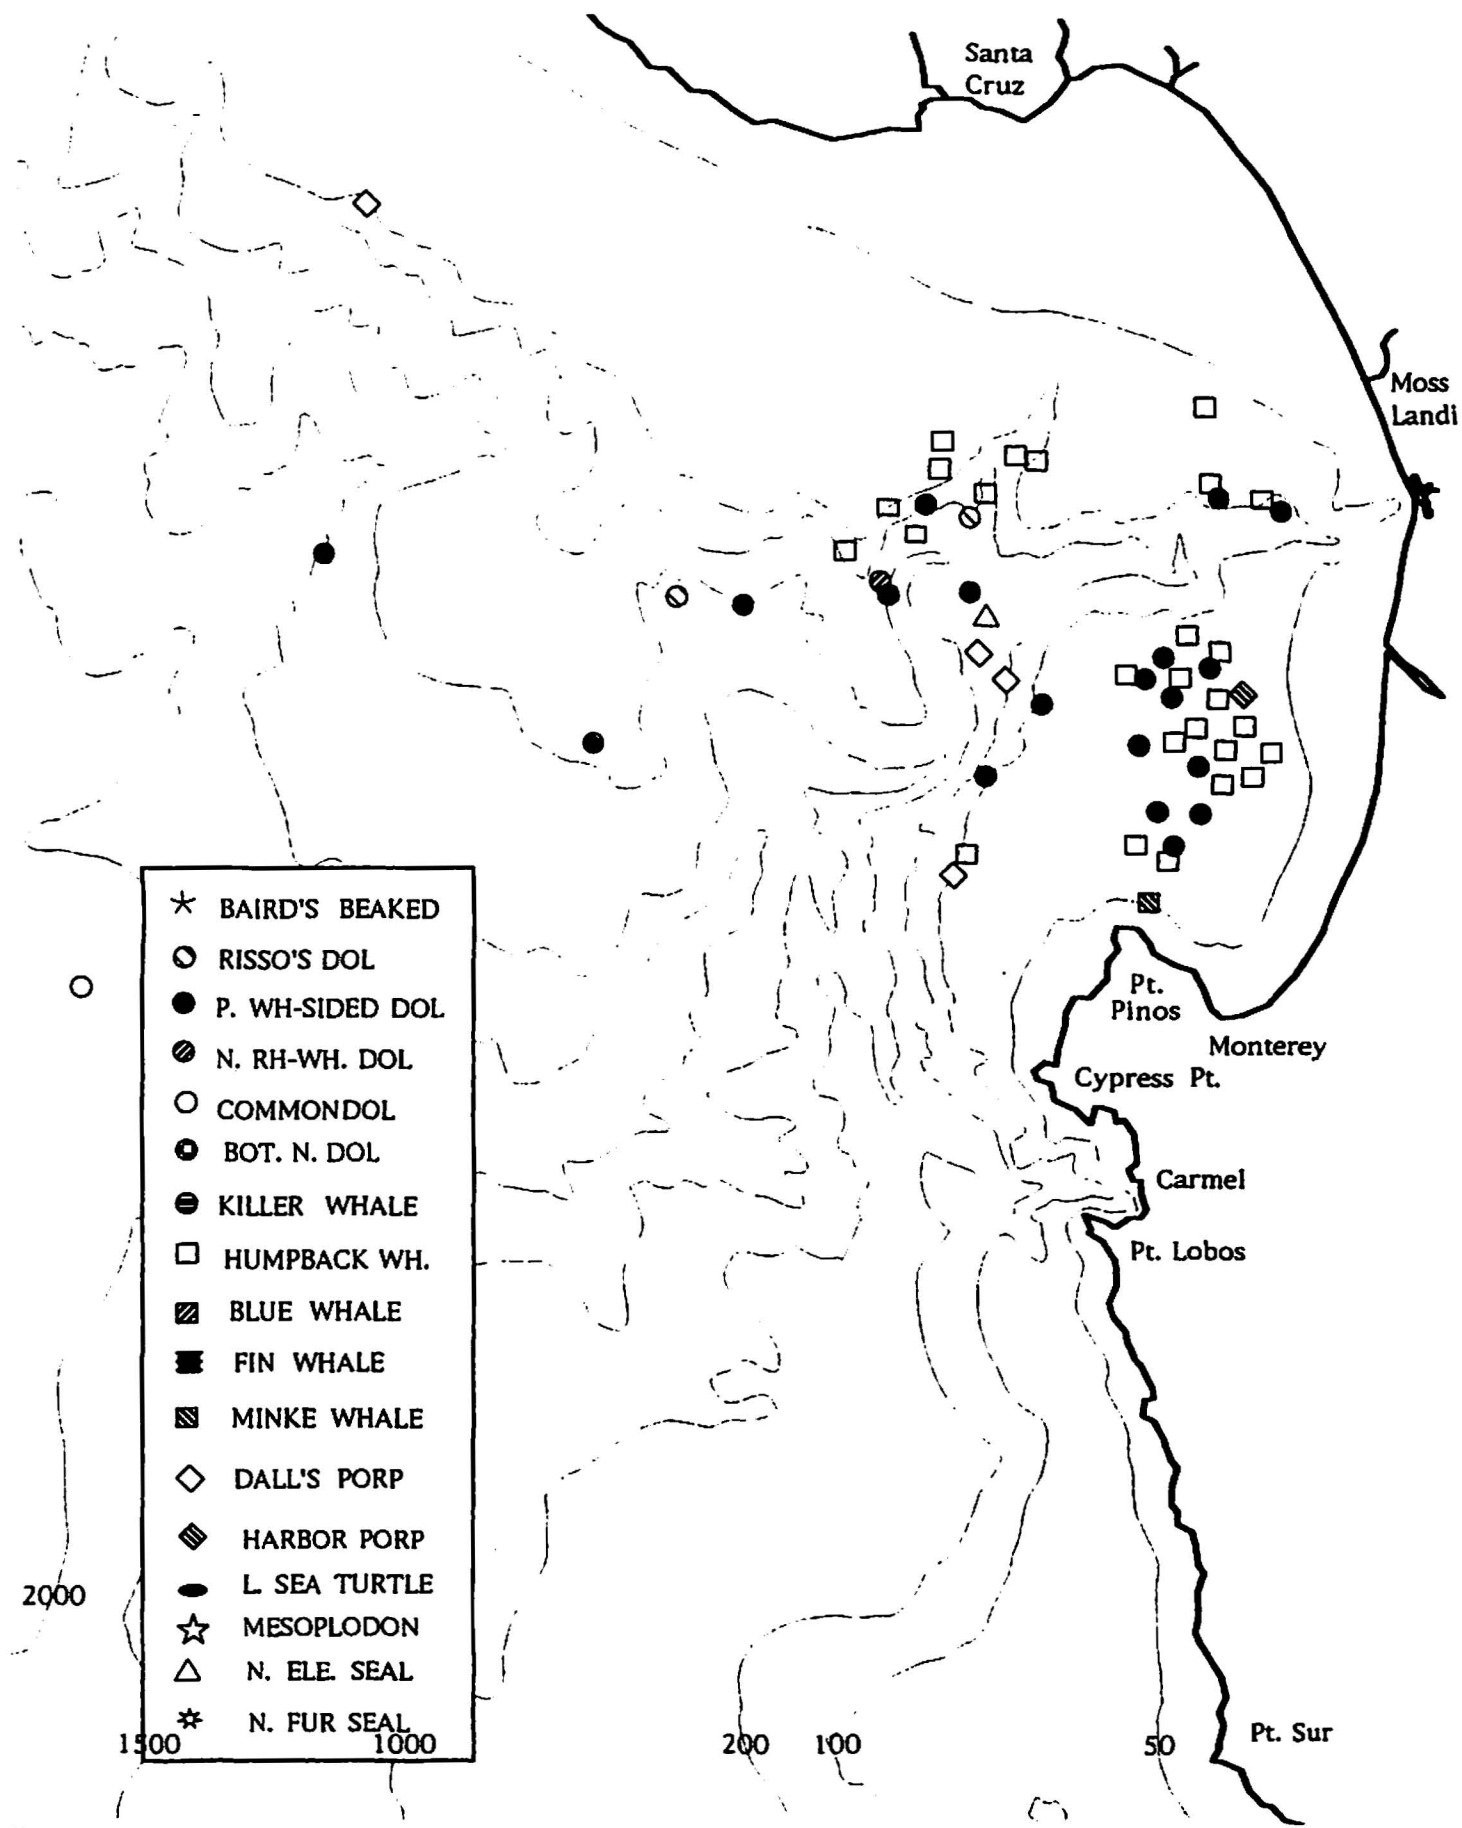 Santa
Cruz
Moss
Landi
BAIRD'S BEAKED
RISSO'S DOL
P. WH-SIDED DOL
N. RH-WH. DOL
COMMON DOL
BOT. N. DOL
KILLER WHALE
HUMPBACK WH.
BLUE WHALE
FIN WHALE
MINKE WHALE
DALL'S PORP
HARBOR PORP
L. SEA TURTLE
MESOPLODON
N. ELE. SEAL
N. FUR SEAL
Pt.
Pinos
Monterey
Cypress Pt.
Carmel
Pt. Lobos
Pt. Sur
2000
1500
1000
200
100
50